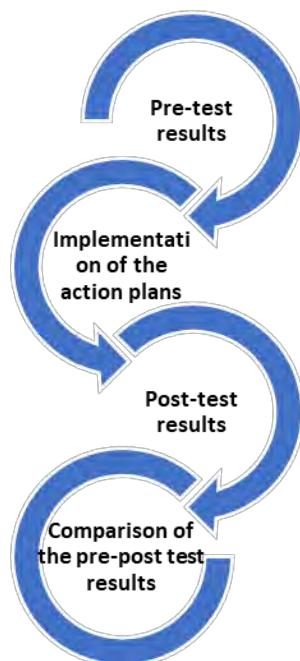 Pre-test
results
Implementati
on of the
action plans
Post-test
results
Comparison of
the pre-post test
results